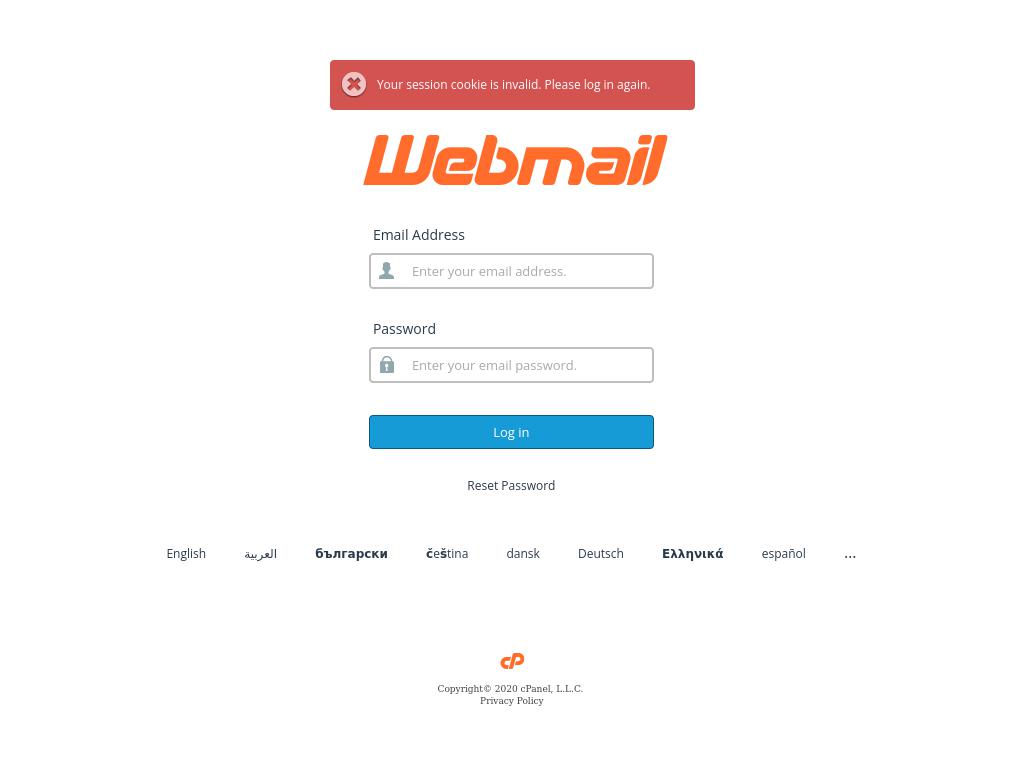 Your session cookie is invalid. Please log in again.
Webmail
Email Address
Enter your email address.
Password
Enter your email password.
Log in
Reset Password
English العربية български čeština dansk Deutsch Ελληνικά español ...
cP
Copyright© 2020 cPanel, L.L.C.
Privacy Policy